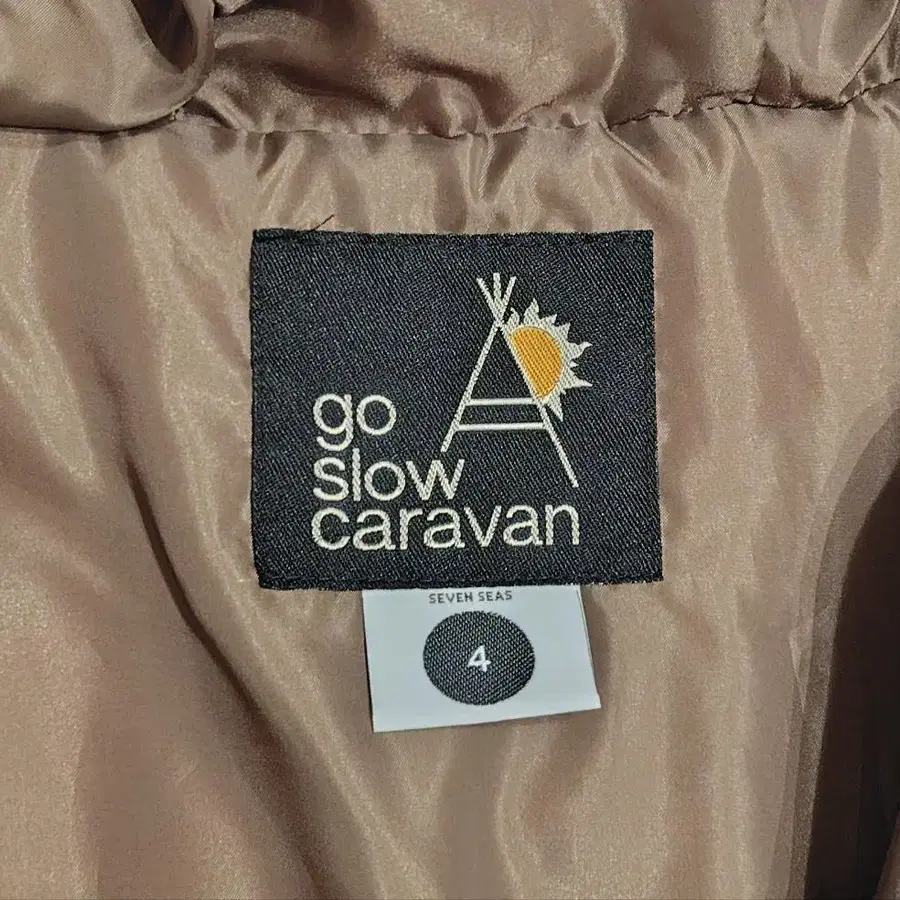 go
slow
caravan
SEVEN SEAS
4